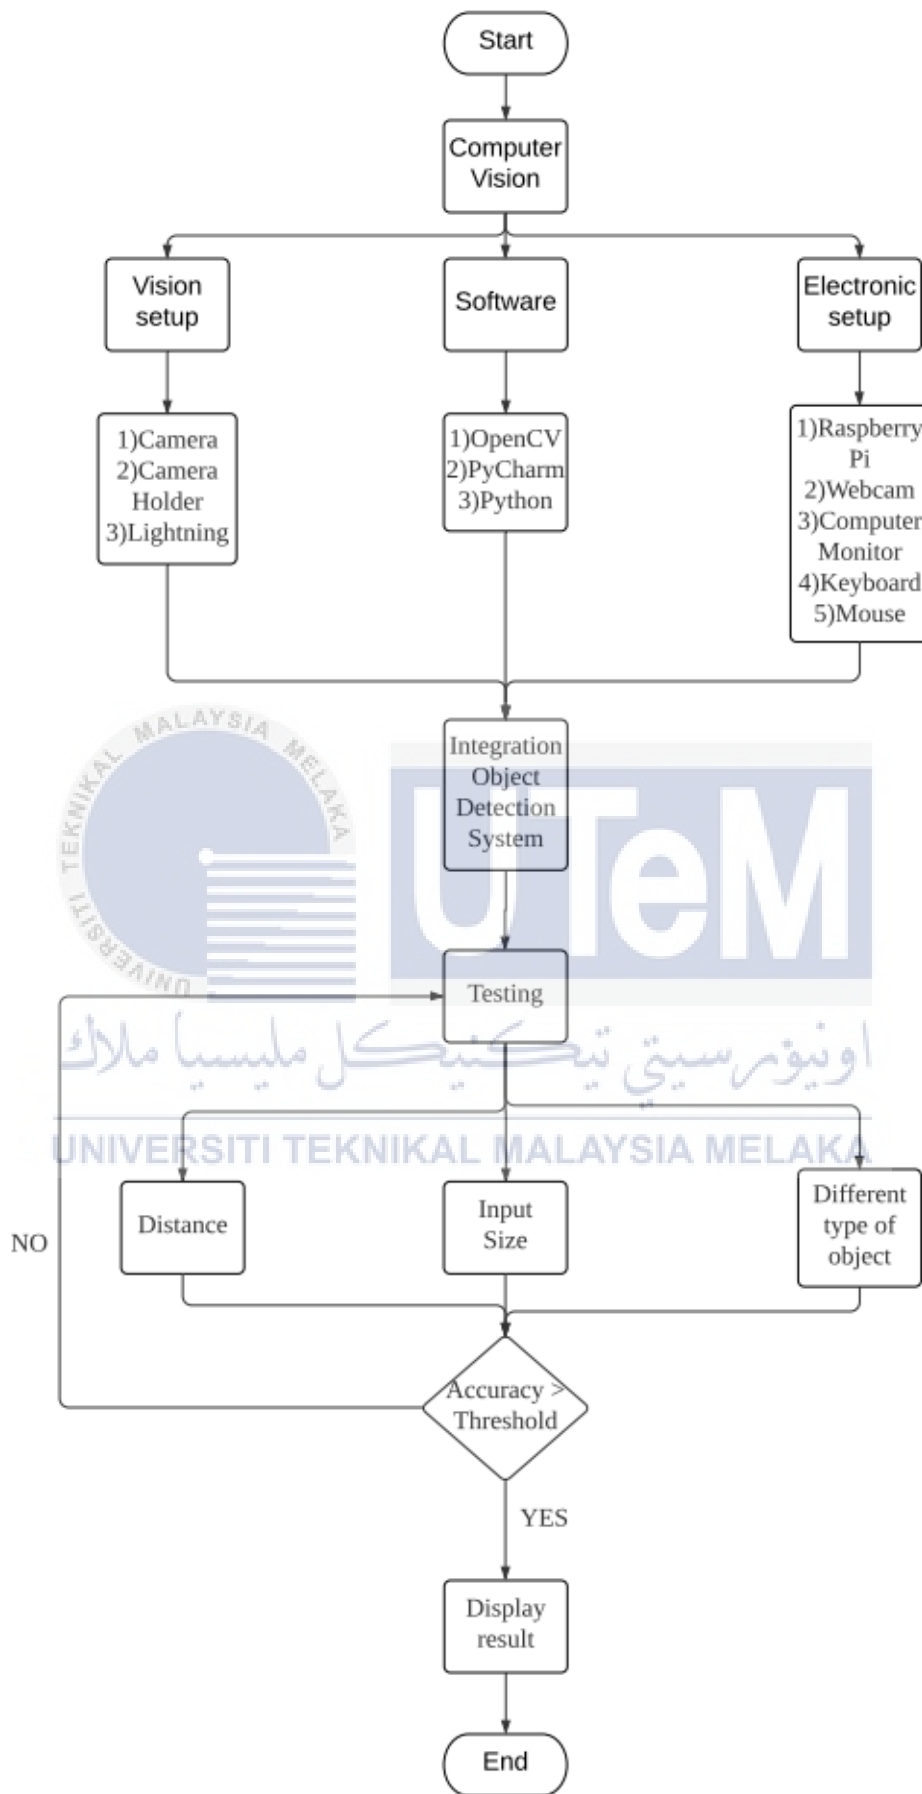 Start
Computer
Vision
Vision
setup
Software
Electronic
setup
1)Camera
2)Camera
Holder
3)Lightning
1)OpenCV
2)PyCharm
3)Python
1)Raspberry
Pi
2)Webcam
3)Computer
Monitor
4)Keyboard
5)Mouse
UNIVERSITI TEKNIKAL MALAYSIA MELAKA
UTeM
Integration
Object
Detection
System
Testing
اونيۏرسيتي تيكنيكل مليسيا ملاك
UNIVERSITI TEKNIKAL MALAYSIA MELAKA
Distance
Input
Size
Different
type of
object
NO
Accuracy >
Threshold
YES
Display
result
End